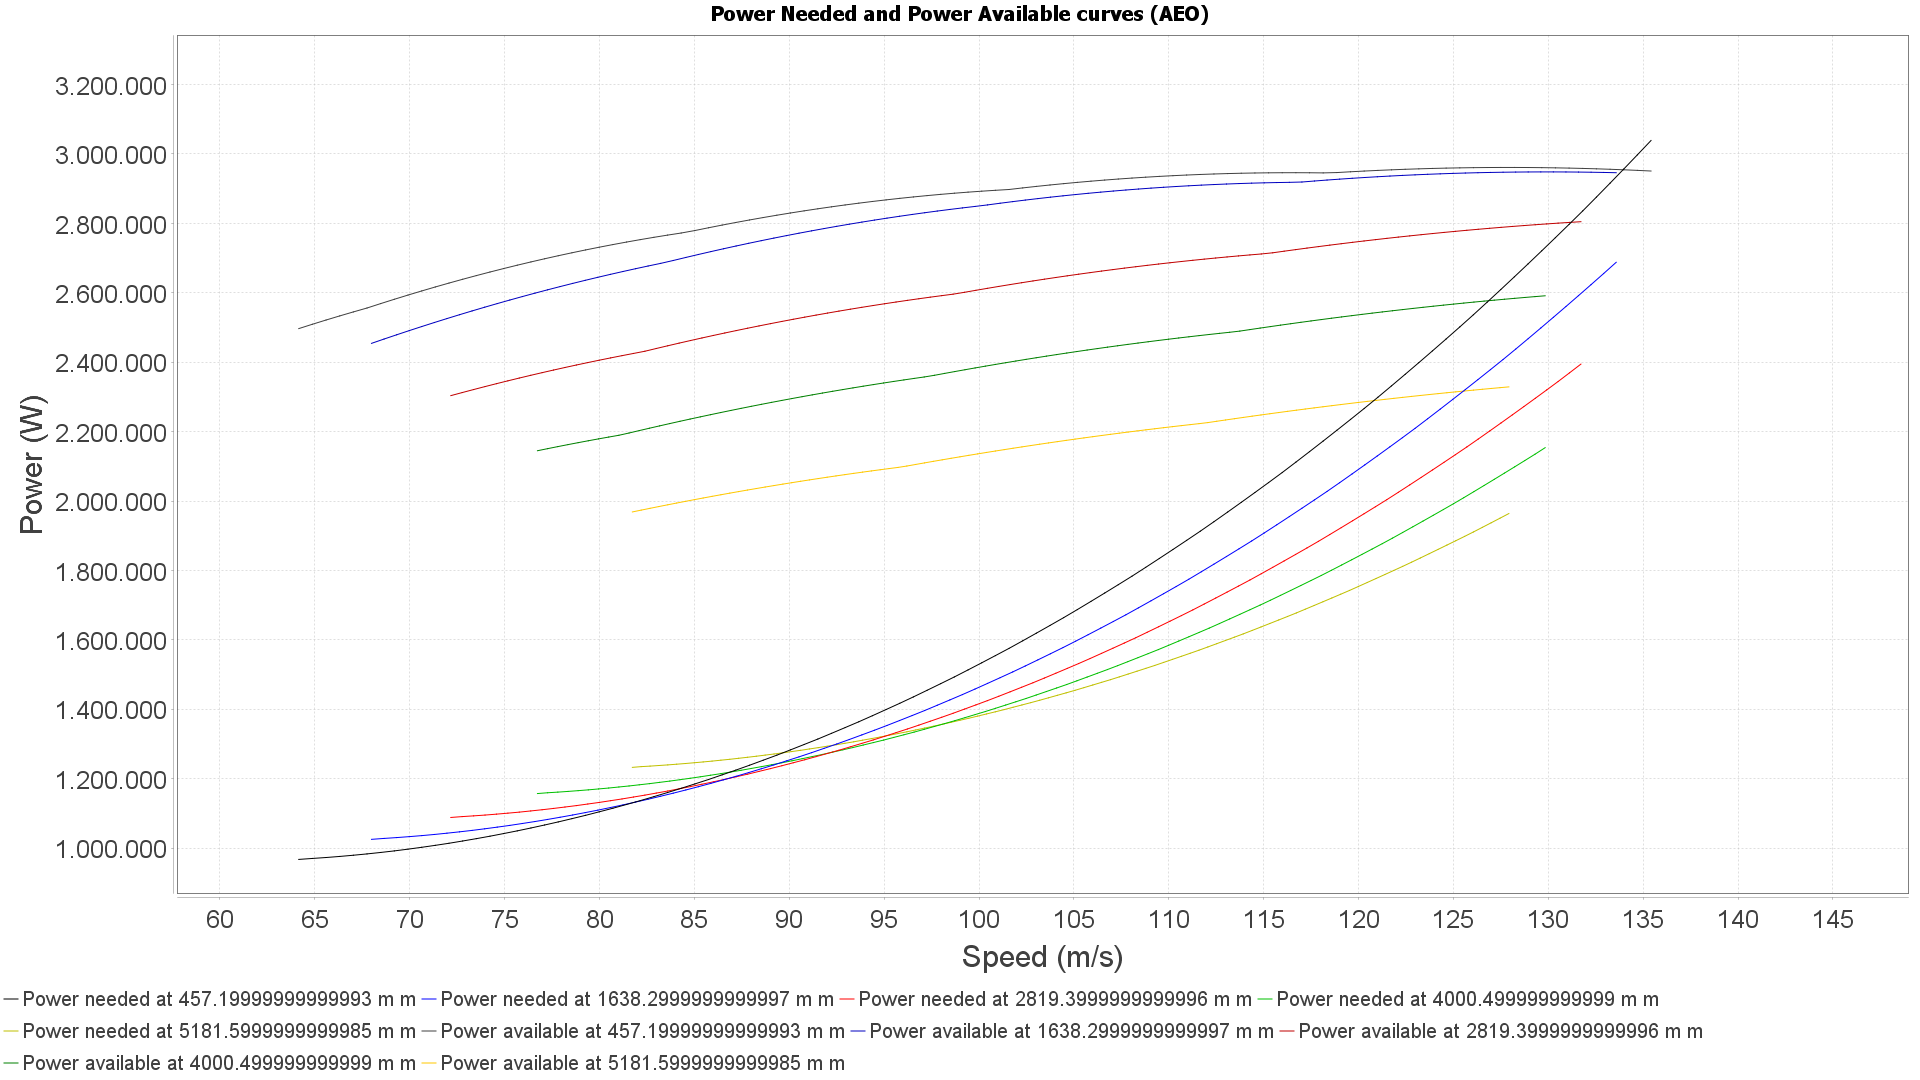 Power Needed and Power Available curves (AEO)
3.200.000
3.000.000
2.800.000
2.600.000
2.400.000
2.200.000
2.000.000
1.800.000
1.600.000
1.400.000
1.200.000
1.000.000
Power (W)
60 65 70 75 80 85 90 95 100 105 110 115 120 125 130 135 140 145
Speed (m/s)
Power needed at 457.19999999999993 m m Power needed at 1638.2999999999997 m m Power needed at 2819.3999999999996 m m Power needed at 4000.499999999999 m m
Power needed at 5181.5999999999985 m m Power available at 457.19999999999993 m m Power available at 1638.2999999999997 m m Power available at 2819.3999999999996 m m
Power available at 4000.499999999999 m m Power available at 5181.5999999999985 m m